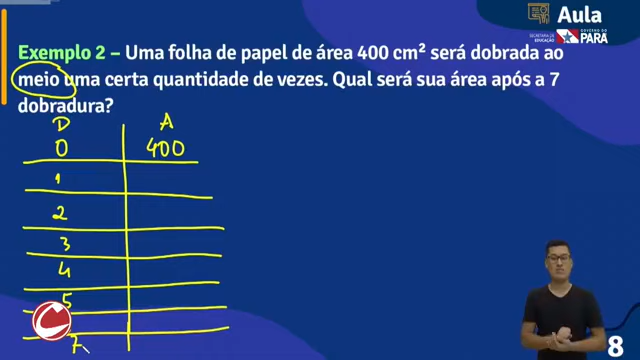 Aula
SECRETARIA DE EDUCAÇÃO
GOVERNO DO PARÁ
Exemplo 2 – Uma folha de papel de área 400 cm² será dobrada ao
meio uma certa quantidade de vezes. Qual será sua área após a 7
dobradura?
D A
0 400
1
2
3
4
5
7
8